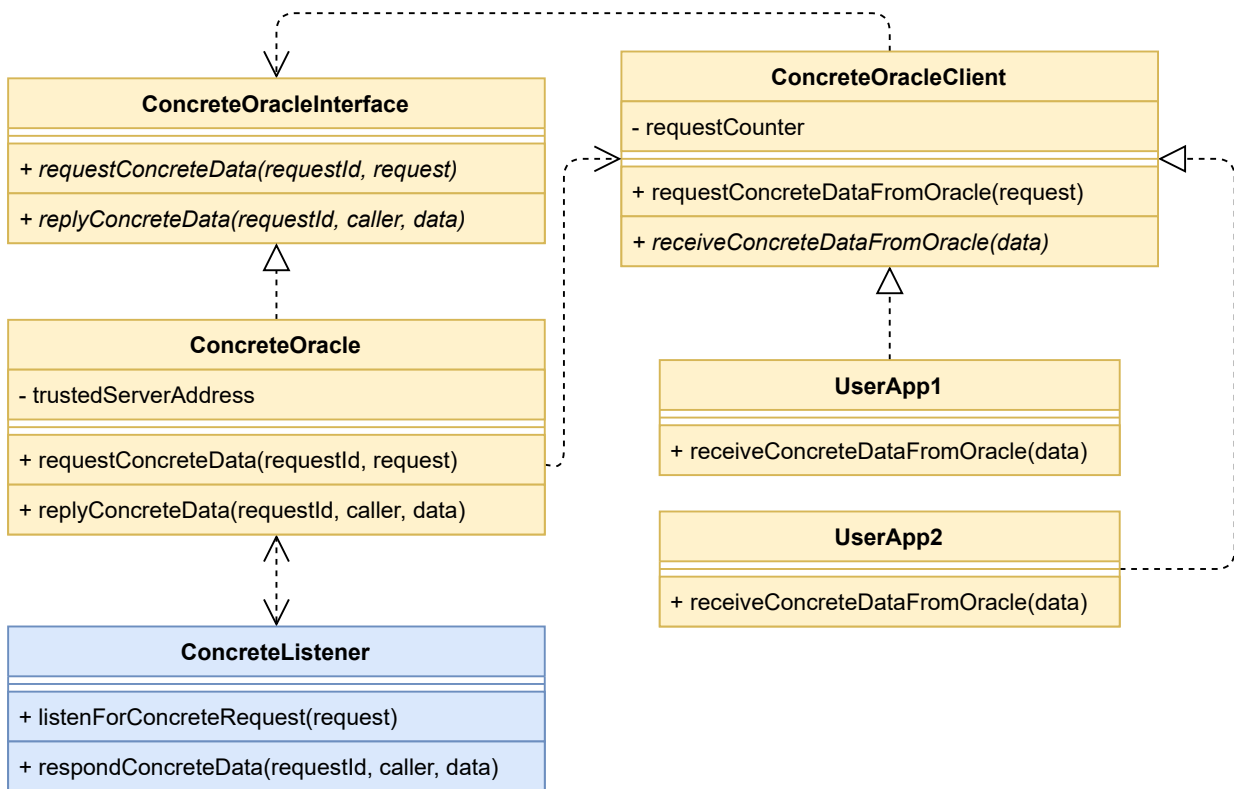 ConcreteOracleInterface
+ requestConcreteData(requestId, request)
+ replyConcreteData(requestId, caller, data)
ConcreteOracleClient
- requestCounter
+ requestConcreteDataFromOracle(request)
+ receiveConcreteDataFromOracle(data)
ConcreteOracle
- trustedServerAddress
+ requestConcreteData(requestId, request)
+ replyConcreteData(requestId, caller, data)
UserApp1
+ receiveConcreteDataFromOracle(data)
UserApp2
+ receiveConcreteDataFromOracle(data)
ConcreteListener
+ listenForConcreteRequest(request)
+ respondConcreteData(requestId, caller, data)